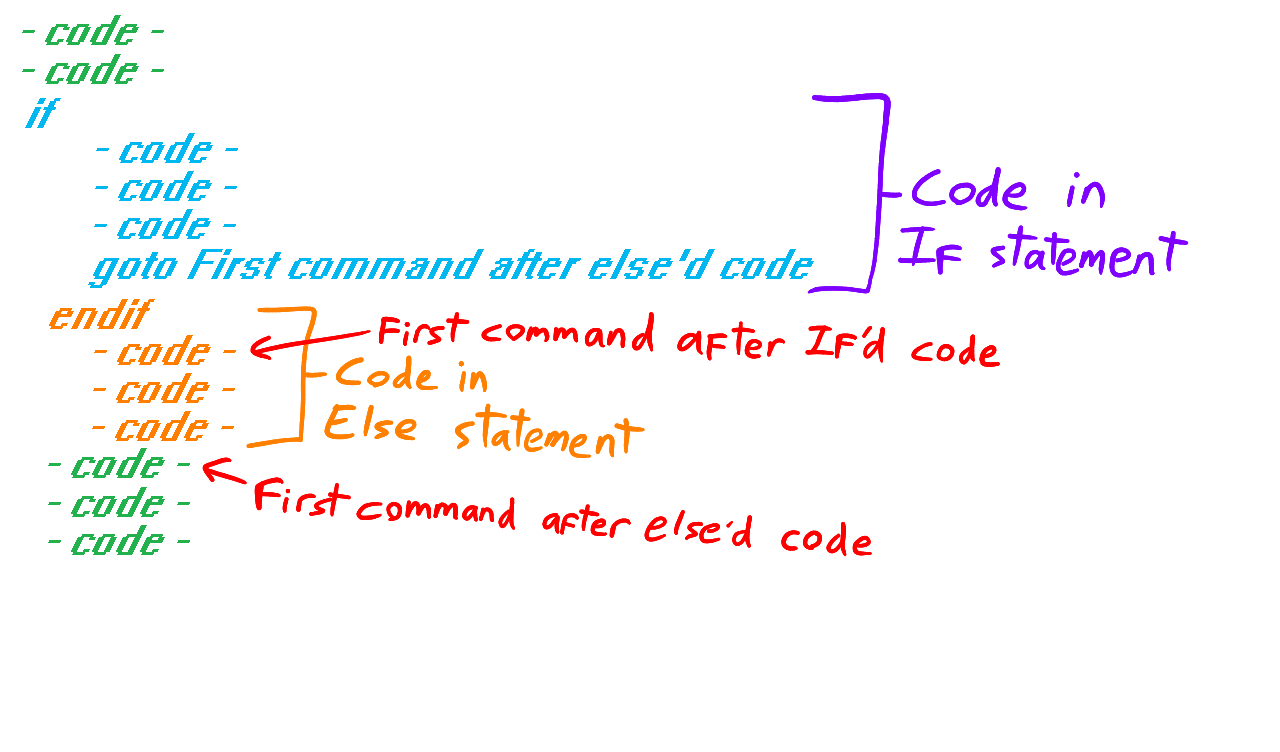 - code -
- code -
if
- code -
- code -
- code -
goto First command after else'd code
Code in
IF statement
endif
- code -
First command after IF'd code
- code -
- code -
Code in
Else statement
- code -
First command after else'd code
- code -
- code -